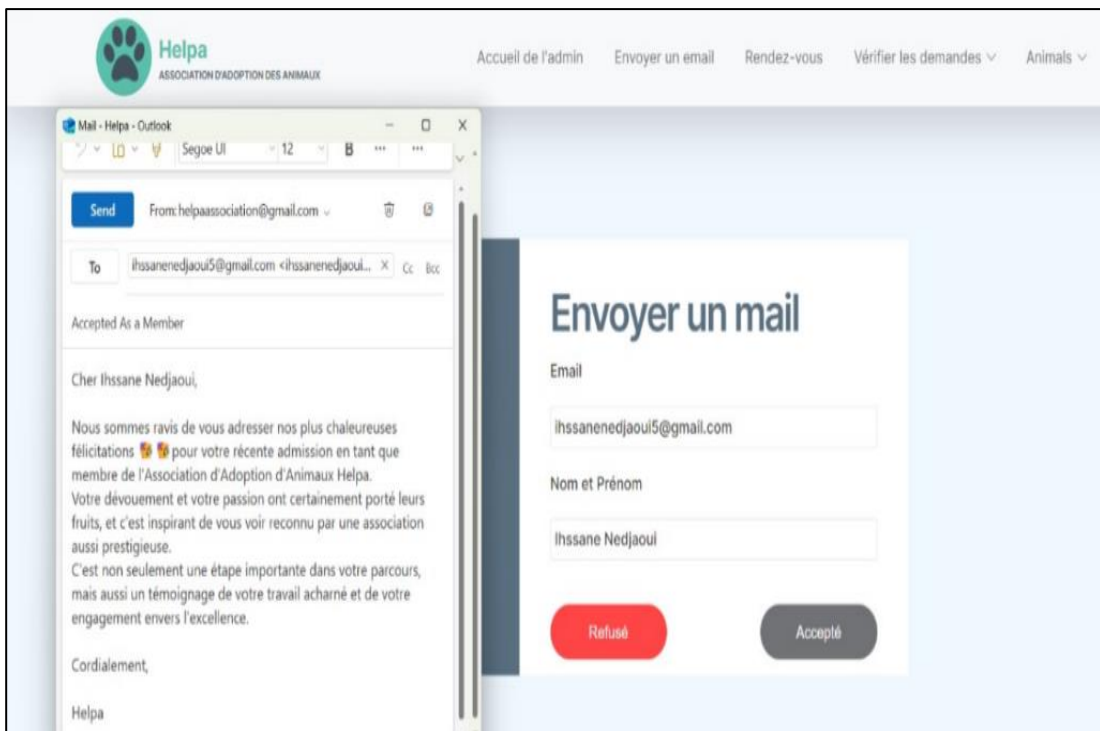 Helpa
ASSOCIATION D'ADOPTION DES ANIMAUX
Accueil de l'admin
Envoyer un email
Rendez-vous
Vérifier les demandes
Animals
Mail - Helpa - Outlook
Segoe UI
12
B
Send
From: helpaassociation@gmail.com
To
ihssanenedjaoui5@gmail.com <ihssanenedjaoui...
Cc Bcc
Accepted As a Member
Cher Ihssane Nedjaoui,
Nous sommes ravis de vous adresser nos plus chaleureuses
félicitations 🎉 🎉 pour votre récente admission en tant que
membre de l'Association d'Adoption d'Animaux Helpa.
Votre dévouement et votre passion ont certainement porté leurs
fruits, et c'est inspirant de vous voir reconnu par une association
aussi prestigieuse.
C'est non seulement une étape importante dans votre parcours,
mais aussi un témoignage de votre travail acharné et de votre
engagement envers l'excellence.
Cordialement,
Helpa
Envoyer un mail
Email
ihssanenedjaoui5@gmail.com
Nom et Prénom
Ihssane Nedjaoui
Refusé
Accepté